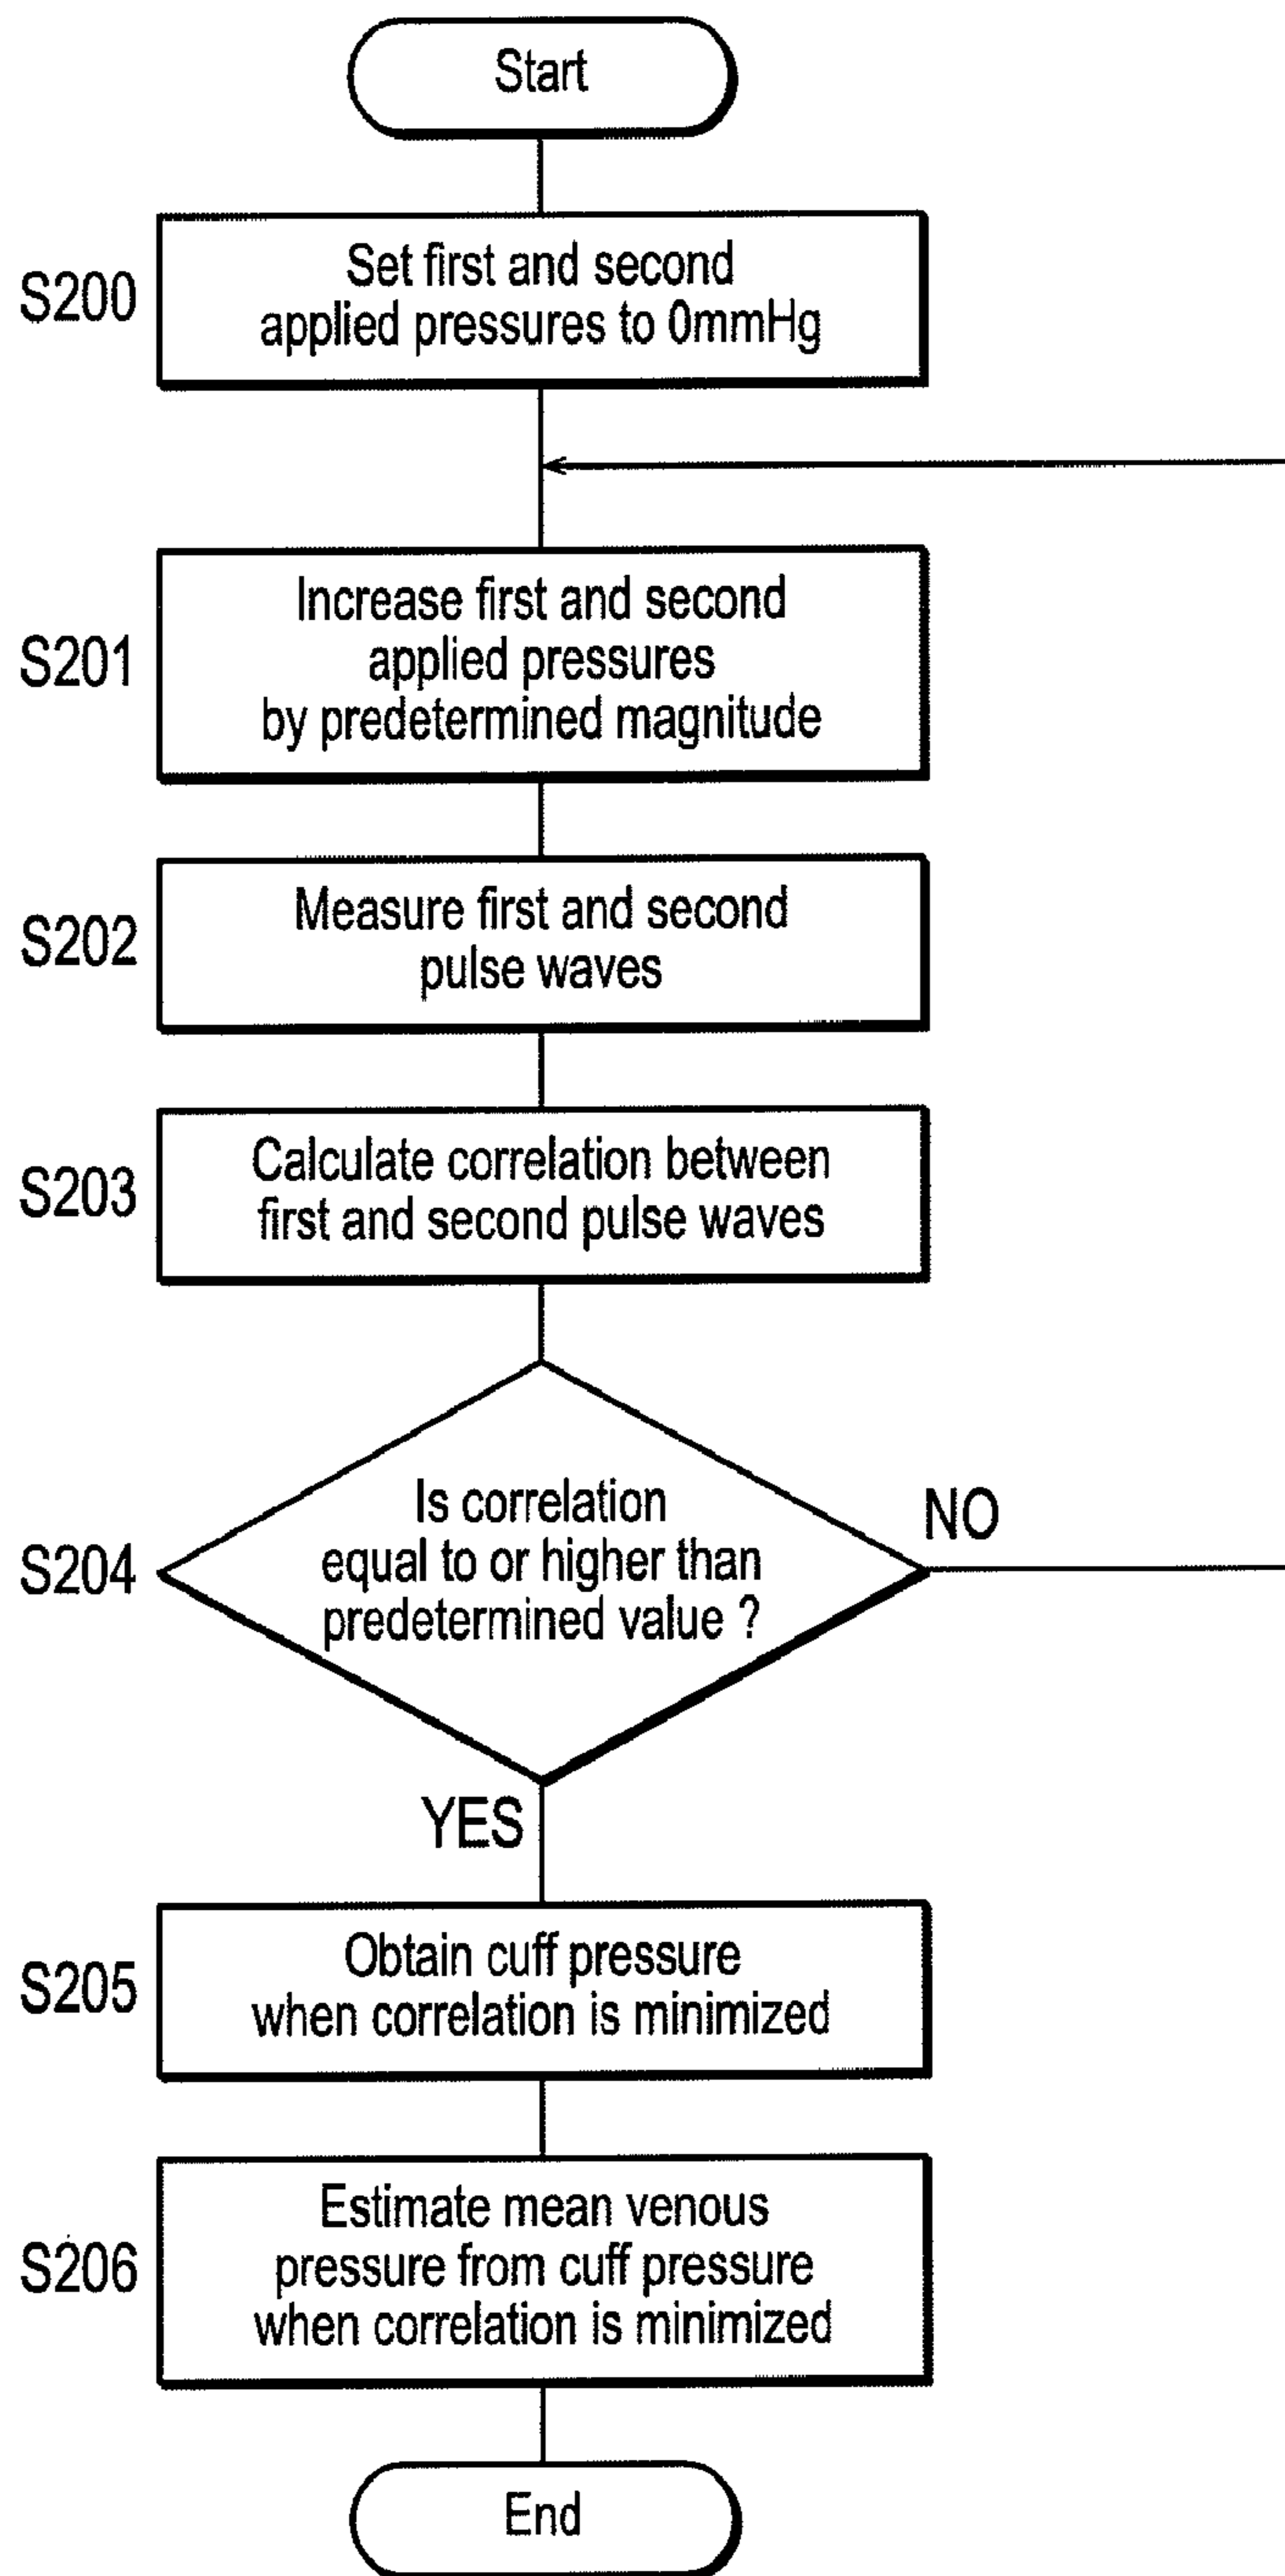 Start
S200
Set first and second
applied pressures to 0mmHg
S201
Increase first and second
applied pressures
by predetermined magnitude
S202
Measure first and second
pulse waves
S203
Calculate correlation between
first and second pulse waves
S204
Is correlation
equal to or higher than
predetermined value ?
NO
YES
S205
Obtain cuff pressure
when correlation is minimized
S206
Estimate mean venous
pressure from cuff pressure
when correlation is minimized
End